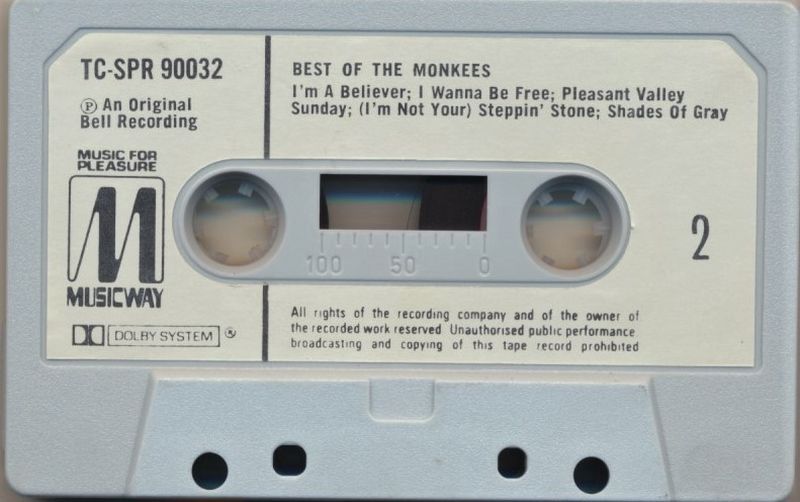 TC-SPR 90032
Ⓟ An Original
Bell Recording
MUSIC FOR
PLEASURE
M
MUSICWAY
DOLBY SYSTEM ®
BEST OF THE MONKEES
I'm A Believer; I Wanna Be Free; Pleasant Valley
Sunday; (I'm Not Your) Steppin' Stone; Shades Of Gray
100 50 0
2
All rights of the recording company and of the owner of
the recorded work reserved Unauthorised public performance
broadcasting and copying of this tape record prohibited